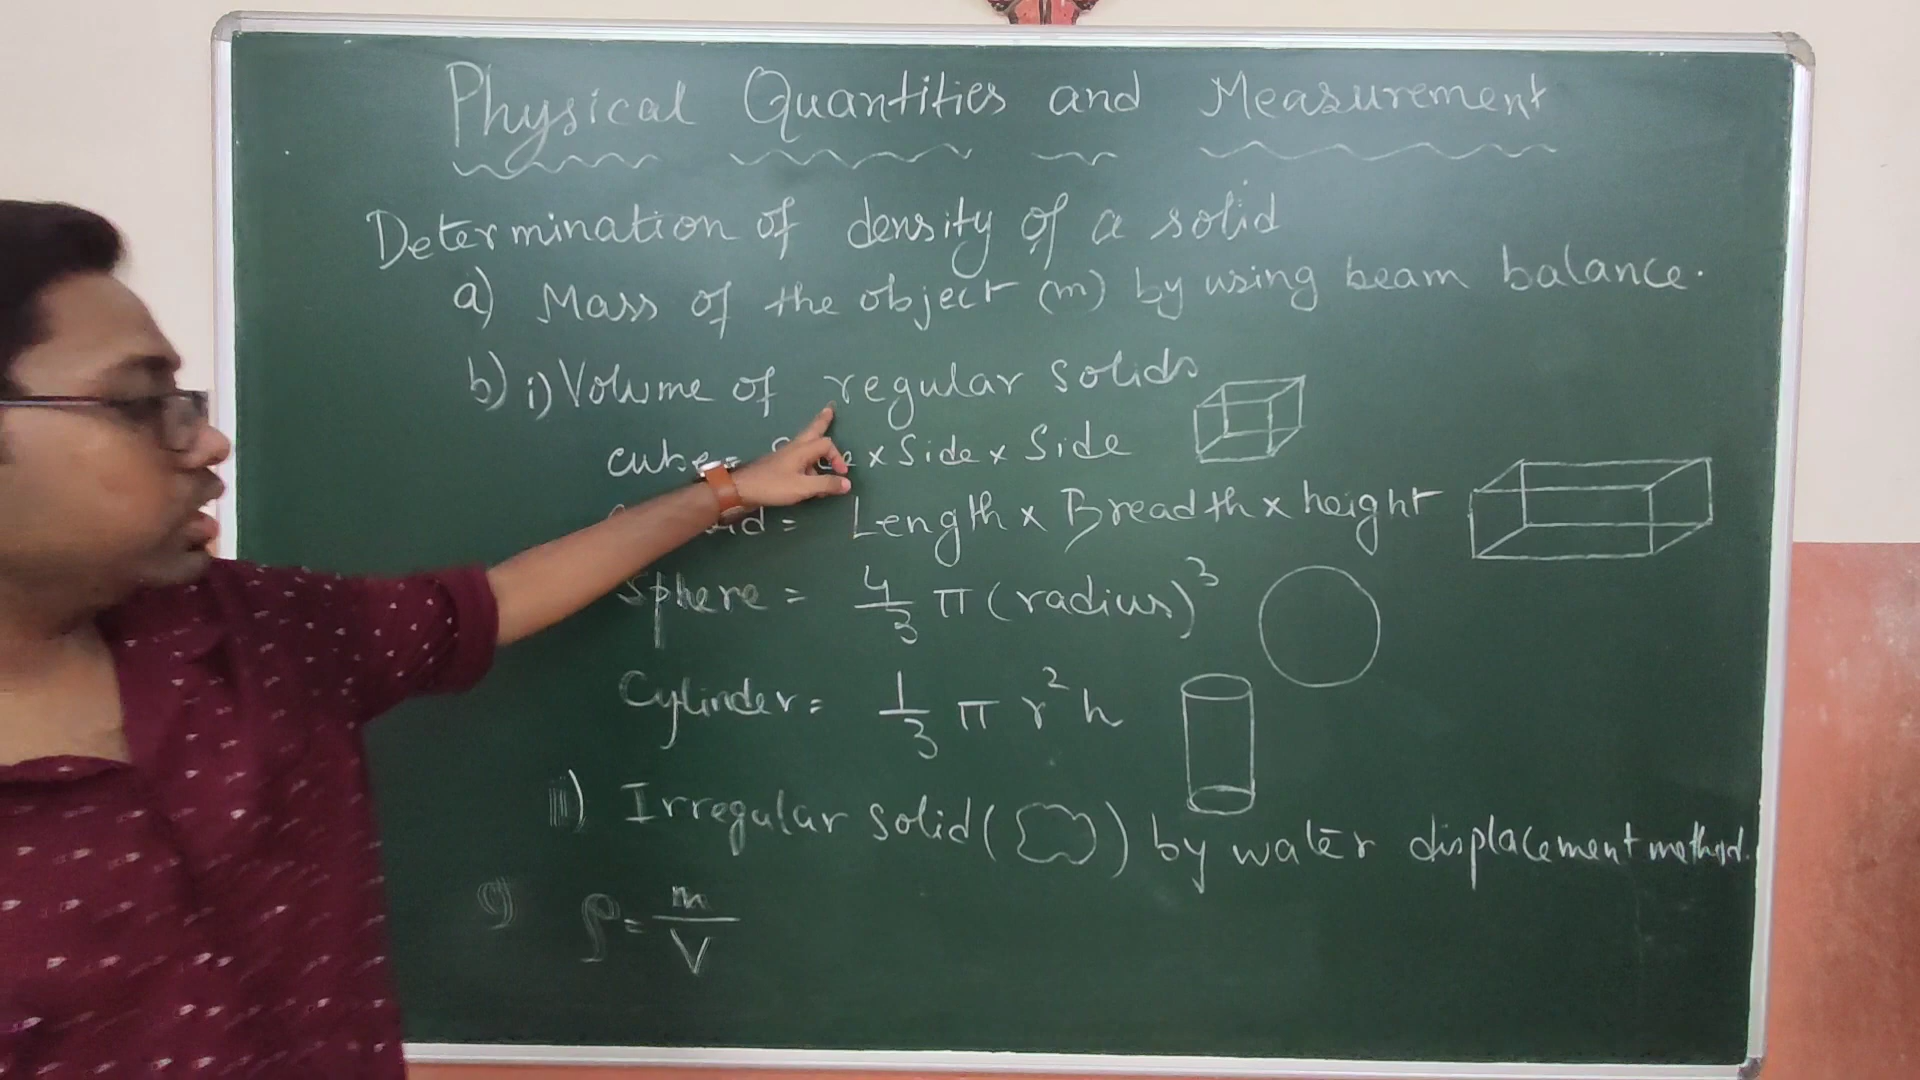 Physical Quantities and Measurement
Determination of density of a solid
a) Mass of the object (m) by using beam balance.
b) i) Volume of regular solids
cube = × Side × Side
= Length × Breadth × height
Sphere = 4/3 π (radius)³
Cylinder = 1/3 π r² h
ii) Irregular solid ( ) by water displacement method.
ρ = m/V